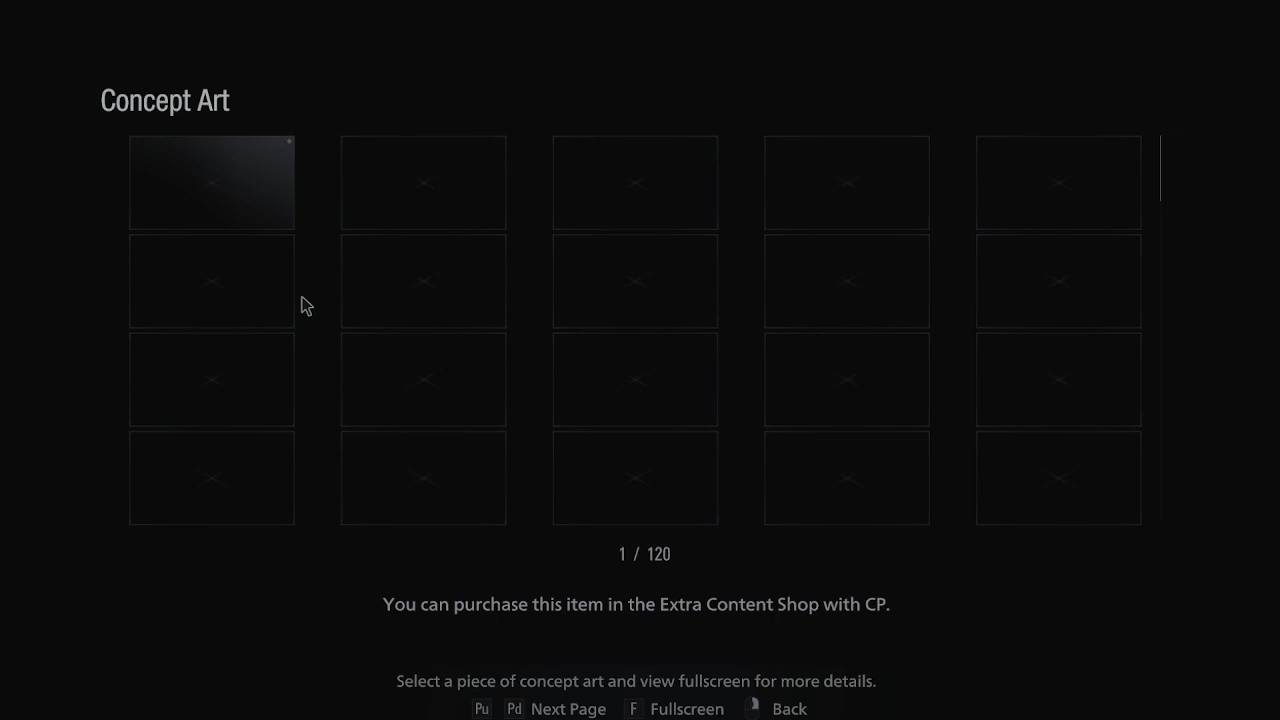 Concept Art
1 / 120
You can purchase this item in the Extra Content Shop with CP.
Select a piece of concept art and view fullscreen for more details.
Pu Pd Next Page F Fullscreen Back